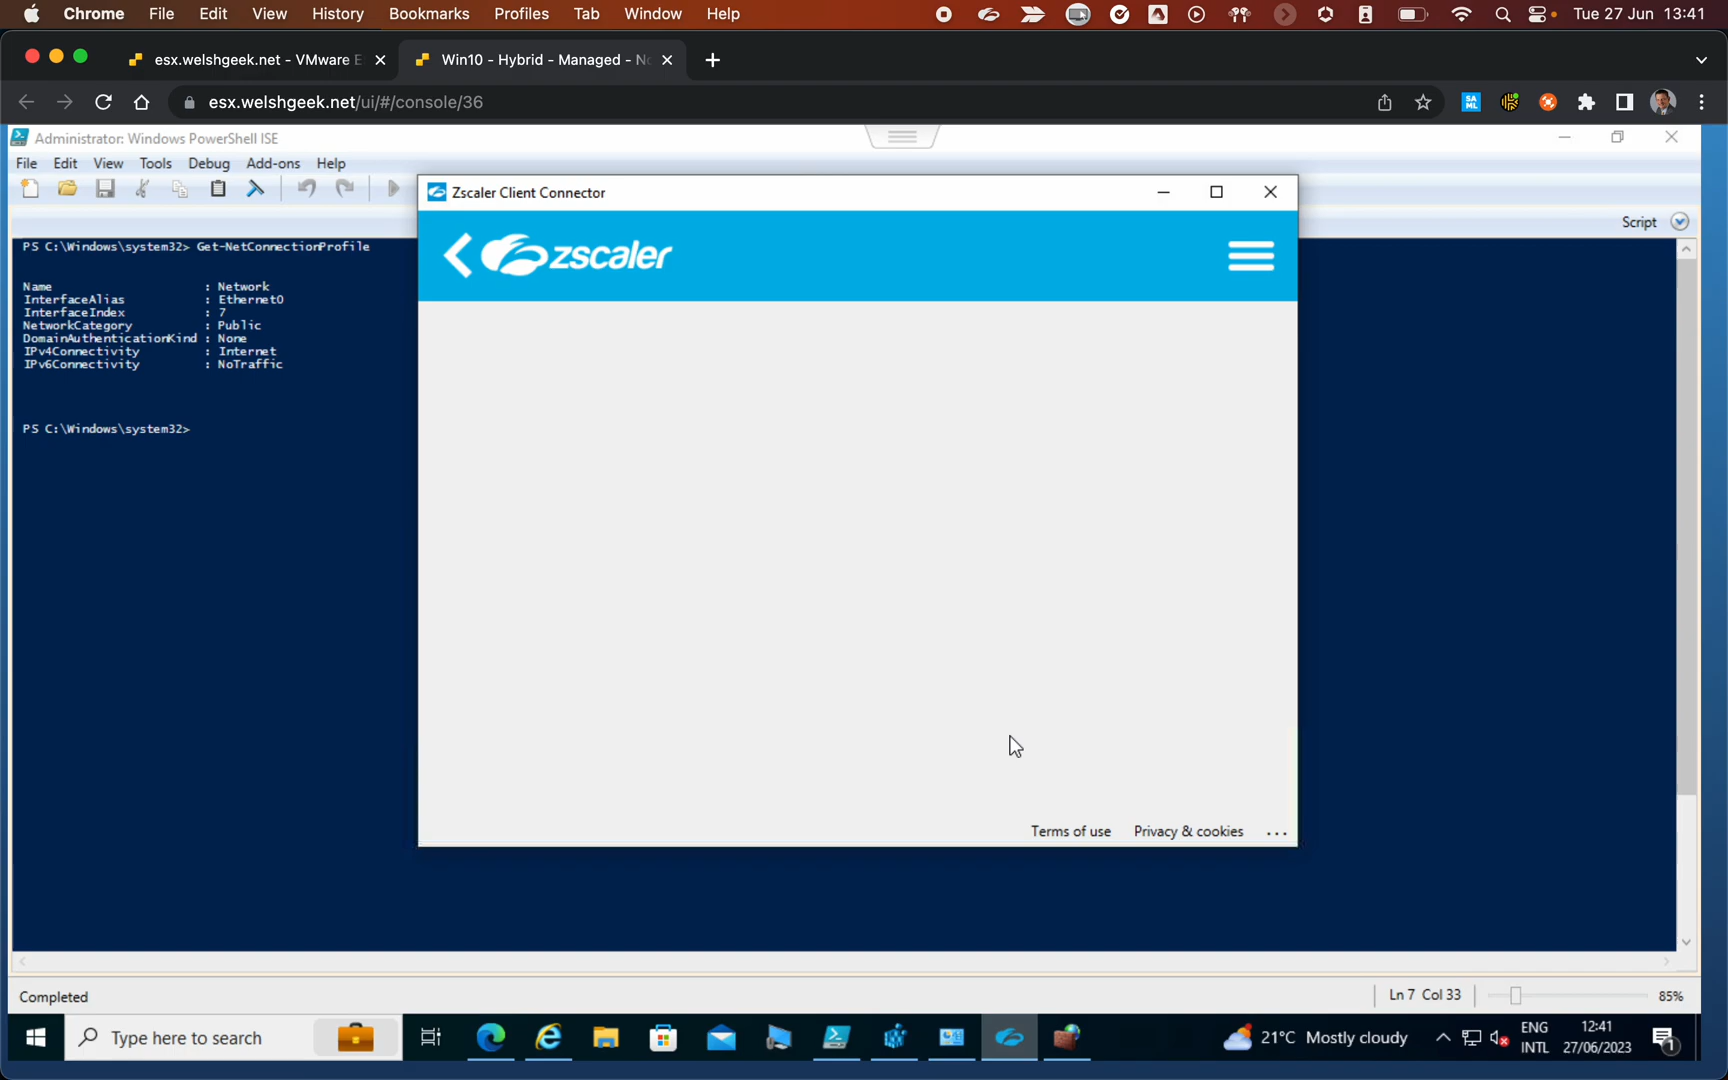 Chrome File Edit View History Bookmarks Profiles Tab Window Help Tue 27 Jun 13:41
esx.welshgeek.net - VMware E Win10 - Hybrid - Managed - No
esx.welshgeek.net/ui/#/console/36
SA
ML
Administrator: Windows PowerShell ISE
File Edit View Tools Debug Add-ons Help
Zscaler Client Connector
zscaler
Script
PS C:\Windows\system32> Get-NetConnectionProfile
Name : Network
InterfaceAlias : Ethernet0
InterfaceIndex : 7
NetworkCategory : Public
DomainAuthenticationKind : None
IPv4Connectivity : Internet
IPv6Connectivity : NoTraffic
PS C:\Windows\system32>
Terms of use Privacy & cookies ...
Completed Ln 7 Col 33 85%
Type here to search 21°C Mostly cloudy ENG INTL 12:41 27/06/2023 1